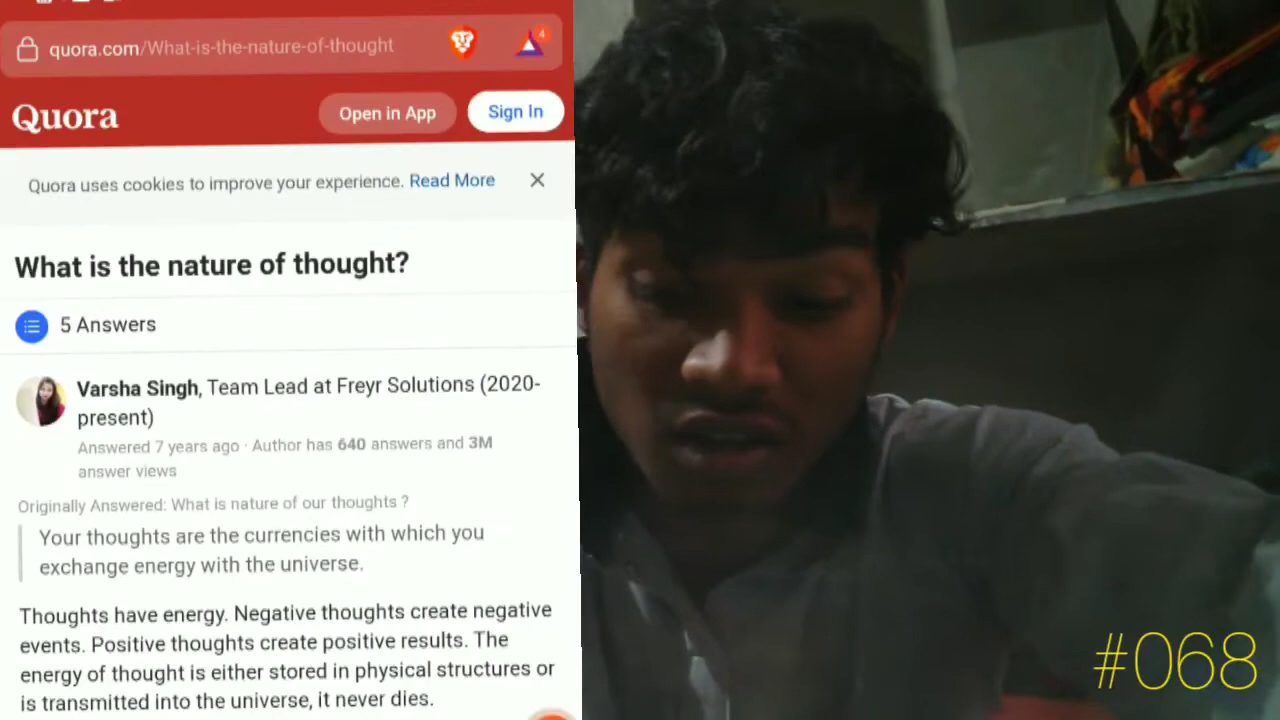 quora.com/What-is-the-nature-of-thought
4
Quora
Open in App
Sign In
Quora uses cookies to improve your experience. Read More
What is the nature of thought?
5 Answers
Varsha Singh, Team Lead at Freyr Solutions (2020-
present)
Answered 7 years ago · Author has 640 answers and 3M
answer views
Originally Answered: What is nature of our thoughts ?
Your thoughts are the currencies with which you
exchange energy with the universe.
Thoughts have energy. Negative thoughts create negative
events. Positive thoughts create positive results. The
energy of thought is either stored in physical structures or
is transmitted into the universe, it never dies.
#068